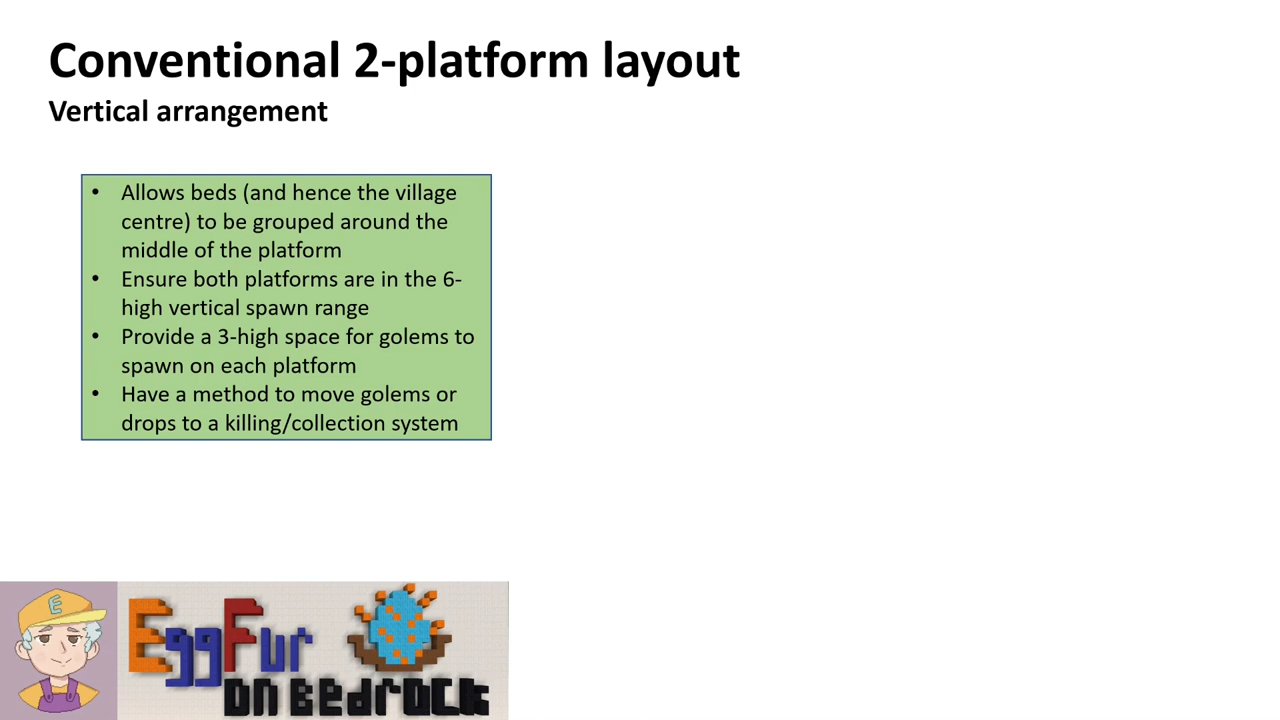 Conventional 2-platform layout
Vertical arrangement
• Allows beds (and hence the village
centre) to be grouped around the
middle of the platform
• Ensure both platforms are in the 6-
high vertical spawn range
• Provide a 3-high space for golems to
spawn on each platform
• Have a method to move golems or
drops to a killing/collection system
E
EggFur
on Bedrock